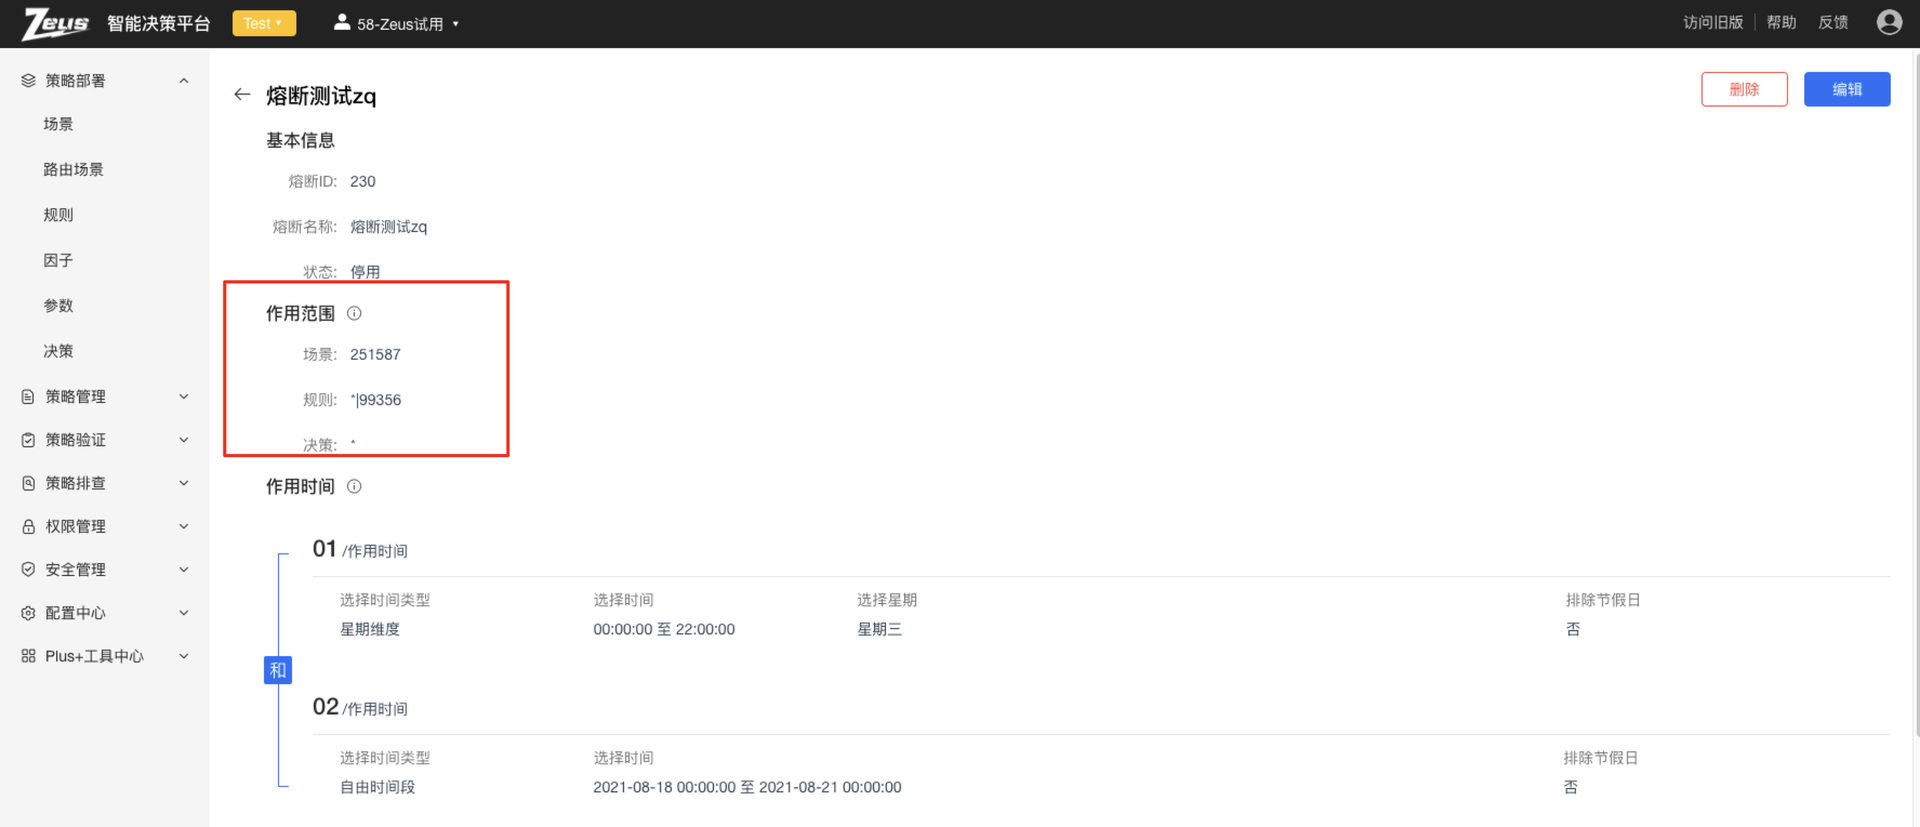 Zeus 智能决策平台 Test 58-Zeus试用 访问旧版 帮助 反馈
策略部署
场景
路由场景
规则
因子
参数
决策
策略管理
策略验证
策略排查
权限管理
安全管理
配置中心
Plus+工具中心
熔断测试zq
删除 编辑
基本信息
熔断ID: 230
熔断名称: 熔断测试zq
状态: 停用
作用范围
场景: 251587
规则: *|99356
决策: *
作用时间
01 /作用时间
选择时间类型 选择时间 选择星期 排除节假日
星期维度 00:00:00 至 22:00:00 星期三 否
和
02 /作用时间
选择时间类型 选择时间 排除节假日
自由时间段 2021-08-18 00:00:00 至 2021-08-21 00:00:00 否